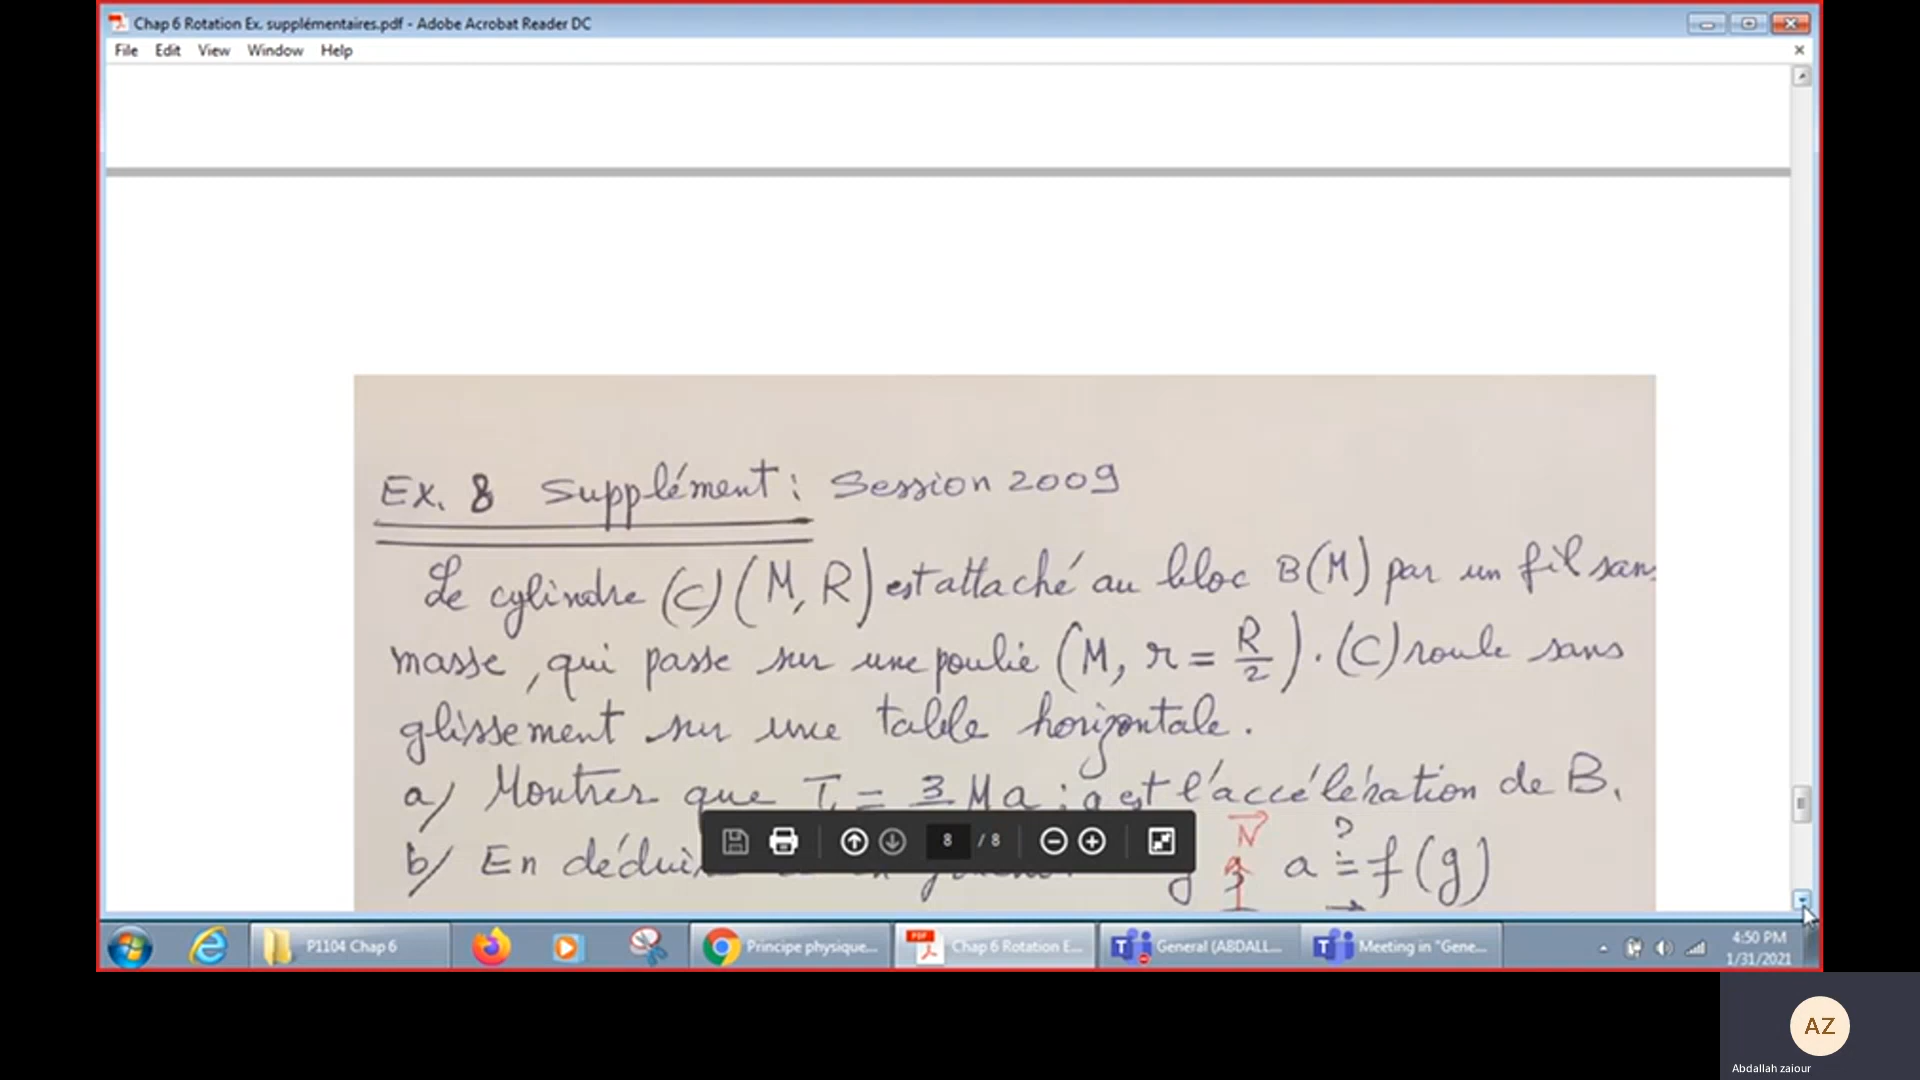 Chap 6 Rotation Ex. supplémentaires.pdf - Adobe Acrobat Reader DC
File Edit View Window Help
Ex. 8 Supplément : Session 2009
Le cylindre (C) (M, R) est attaché au bloc B(M) par un fil sans
masse, qui passe sur une poulie (M, r = R/2). (C) roule sans
glissement sur une table horizontale.
a/ Montrer que T₁ = 3 Ma ; a est l'accélération de B.
b/ En dédui g N a ?= f(g)
8 / 8
P1104 Chap 6
Principe physique...
PDF
Chap 6 Rotation E...
General (ABDALL...
Meeting in "Gene...
4:50 PM
1/31/2021
AZ
Abdallah zaiour